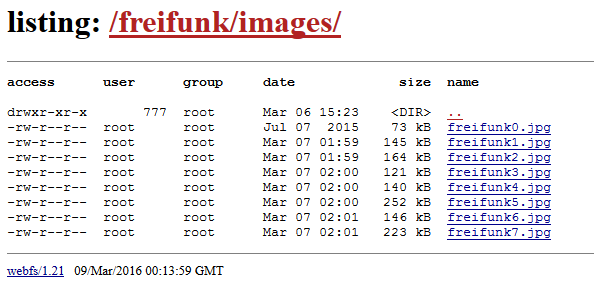 listing: /freifunk/images/
access user group date size name
drwxr-xr-x 777 root Mar 06 15:23 <DIR> ..
-rw-r--r-- root root Jul 07 2015 73 kB freifunk0.jpg
-rw-r--r-- root root Mar 07 01:59 145 kB freifunk1.jpg
-rw-r--r-- root root Mar 07 01:59 164 kB freifunk2.jpg
-rw-r--r-- root root Mar 07 02:00 121 kB freifunk3.jpg
-rw-r--r-- root root Mar 07 02:00 140 kB freifunk4.jpg
-rw-r--r-- root root Mar 07 02:00 252 kB freifunk5.jpg
-rw-r--r-- root root Mar 07 02:01 146 kB freifunk6.jpg
-rw-r--r-- root root Mar 07 02:01 223 kB freifunk7.jpg
webfs/1.21 09/Mar/2016 00:13:59 GMT